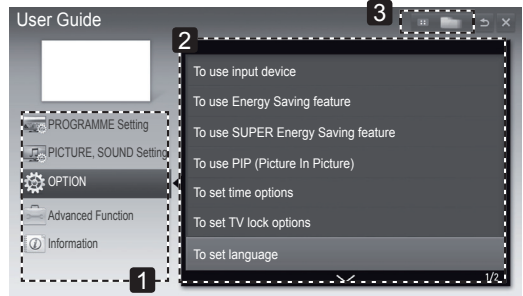 User Guide
3
2
PROGRAMME Setting
PICTURE, SOUND Setting
OPTION
Advanced Function
Information
1
To use input device
To use Energy Saving feature
To use SUPER Energy Saving feature
To use PIP (Picture In Picture)
To set time options
To set TV lock options
To set language
1/2